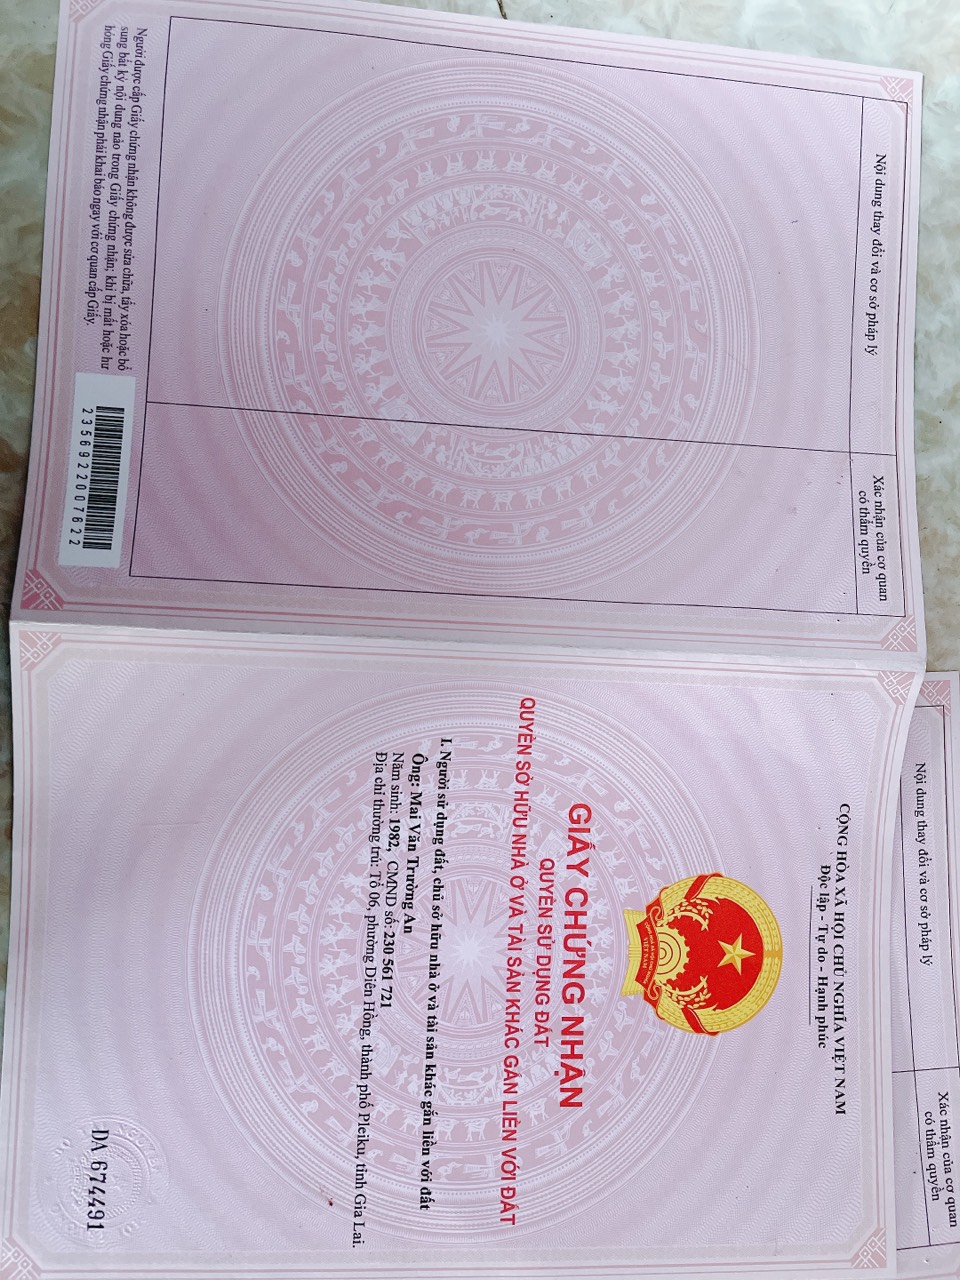 Nội dung thay đổi và cơ sở pháp lý
Xác nhận của cơ quan
có thẩm quyền
Người được cấp Giấy chứng nhận không được sửa chữa, tẩy xóa hoặc bổ
sung bất kỳ nội dung nào trong Giấy chứng nhận; khi bị mất hoặc hư
hỏng Giấy chứng nhận phải khai báo ngay với cơ quan cấp Giấy.
2356922007622
CỘNG HÒA XÃ HỘI CHỦ NGHĨA VIỆT NAM
Độc lập - Tự do - Hạnh phúc
CỘNG HÒA XÃ HỘI CHỦ NGHĨA
VIỆT NAM
GIẤY CHỨNG NHẬN
QUYỀN SỬ DỤNG ĐẤT
QUYỀN SỞ HỮU NHÀ Ở VÀ TÀI SẢN KHÁC GẮN LIỀN VỚI ĐẤT
I. Người sử dụng đất, chủ sở hữu nhà ở và tài sản khác gắn liền với đất
Ông: Mai Văn Trường An
Năm sinh: 1982, CMND số: 230 561 721
Địa chỉ thường trú: Tổ 06, phường Diên Hồng, thành phố Pleiku, tỉnh Gia Lai.
DA 674491
Nội dung thay đổi và cơ sở pháp lý
Xác nhận của cơ quan
có thẩm quyền